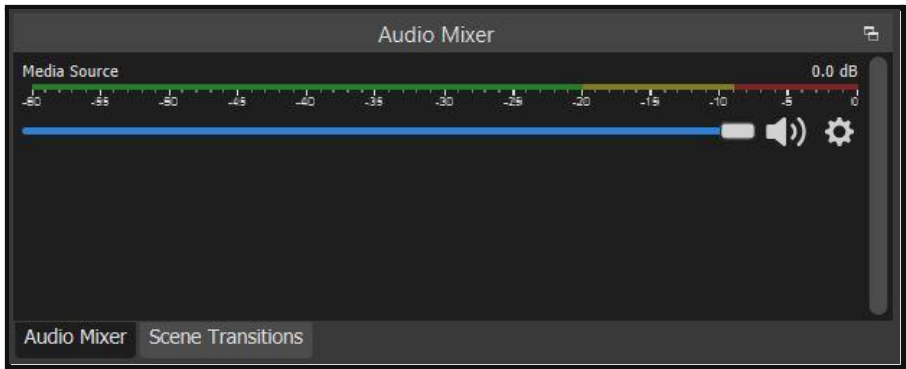 Audio Mixer
Media Source 0.0 dB
-60 -55 -50 -45 -40 -35 -30 -25 -20 -15 -10 -5 0
Audio Mixer Scene Transitions